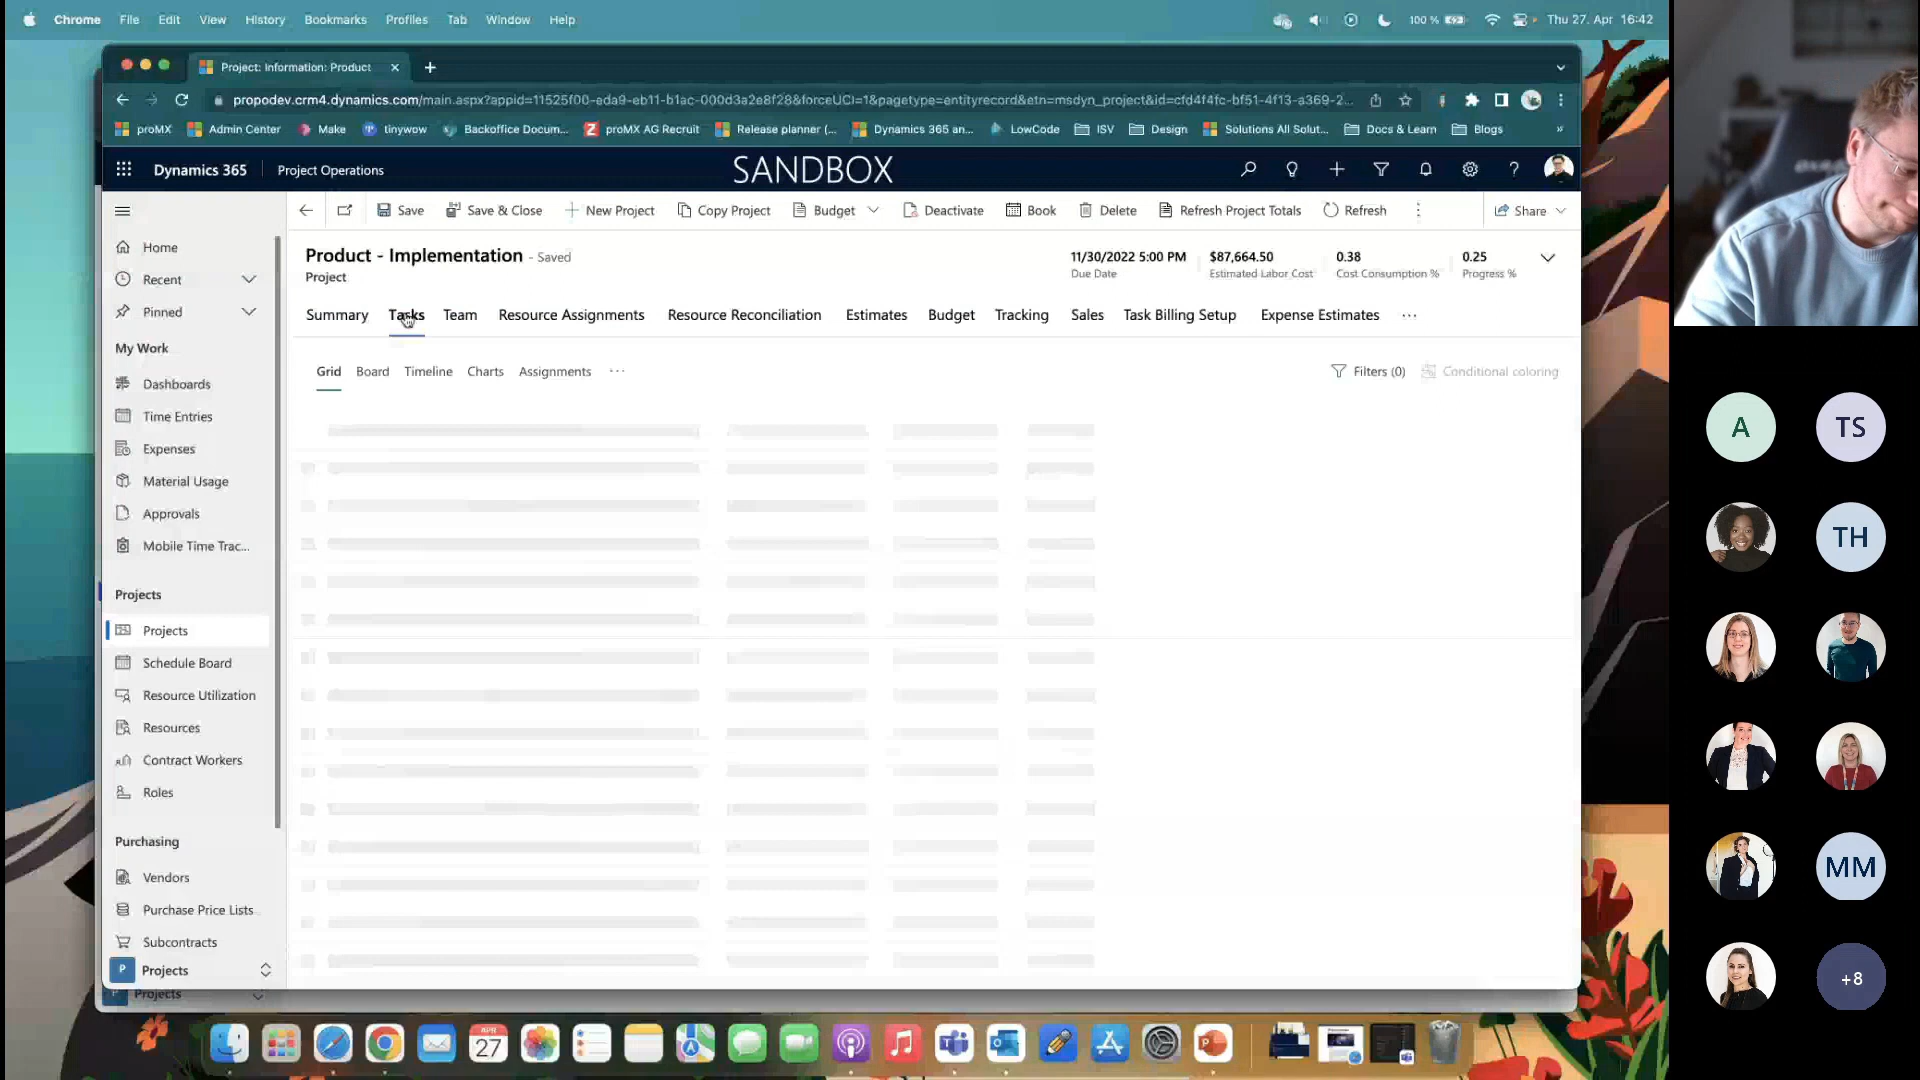 Chrome File Edit View History Bookmarks Profiles Tab Window Help 100 % Thu 27. Apr 16:42
Project: Information: Product
propodev.crm4.dynamics.com/main.aspx?appid=11525f00-eda9-eb11-b1ac-000d3a2e8f28&forceUCI=1&pagetype=entityrecord&etn=msdyn_project&id=cfd4f4fc-bf51-4f13-a369-2...
proMX Admin Center Make tinywow Backoffice Docum... proMX AG Recruit Release planner (... Dynamics 365 an... LowCode ISV Design Solutions All Solut... Docs & Learn Blogs »
Dynamics 365 Project Operations SANDBOX
Save Save & Close New Project Copy Project Budget Deactivate Book Delete Refresh Project Totals Refresh Share
Product - Implementation - Saved
Project
11/30/2022 5:00 PM $87,664.50 0.38 0.25
Due Date Estimated Labor Cost Cost Consumption % Progress %
Summary Tasks Team Resource Assignments Resource Reconciliation Estimates Budget Tracking Sales Task Billing Setup Expense Estimates ...
Grid Board Timeline Charts Assignments ... Filters (0) Conditional coloring
Home
Recent
Pinned
My Work
Dashboards
Time Entries
Expenses
Material Usage
Approvals
Mobile Time Trac...
Projects
Projects
Schedule Board
Resource Utilization
Resources
Contract Workers
Roles
Purchasing
Vendors
Purchase Price Lists
Subcontracts
P Projects
P Projects
A TS
TH
MM
+8
APR
27